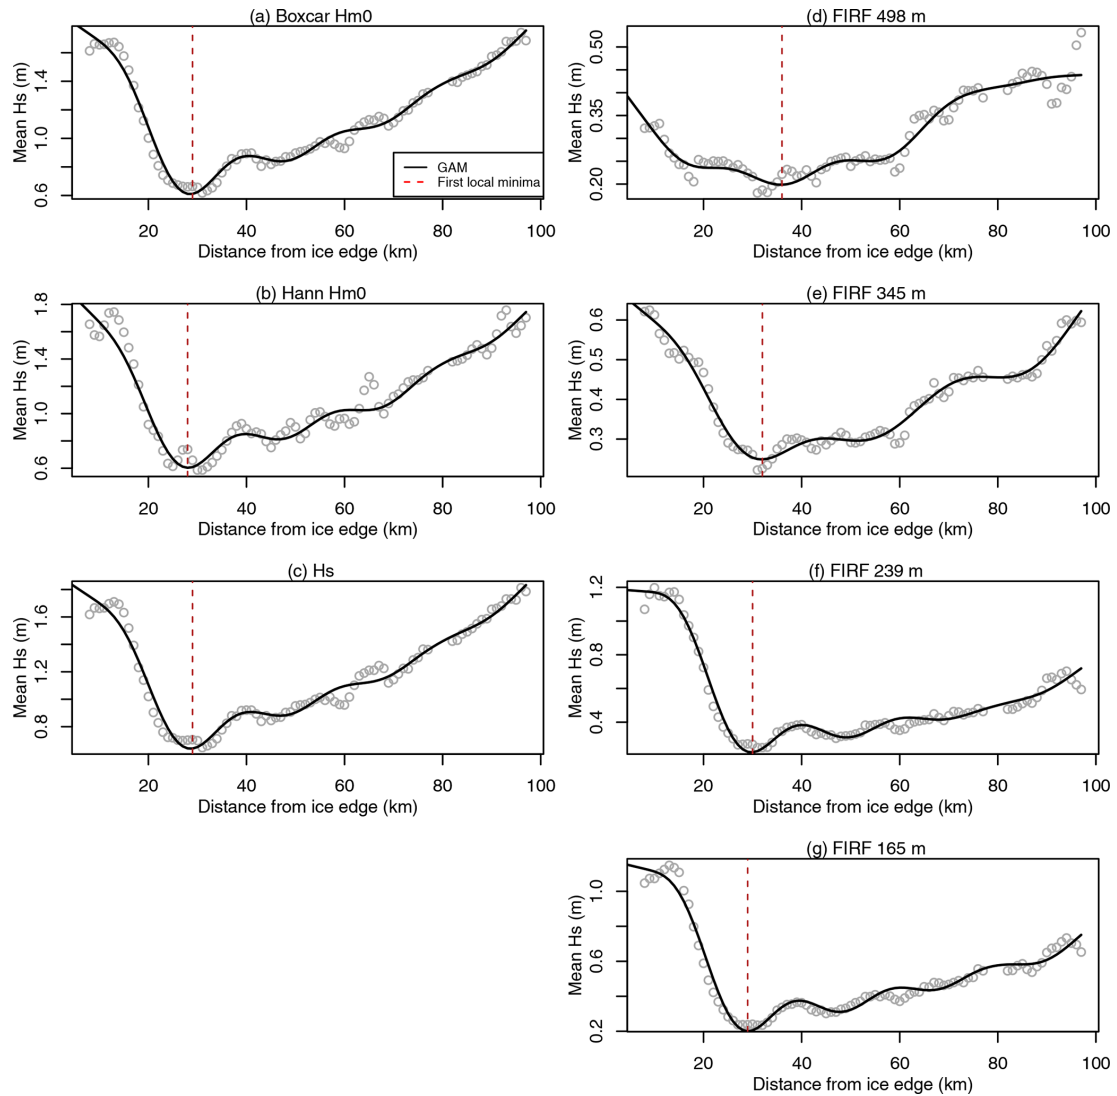 (a) Boxcar Hm0
Mean Hs (m)
0.6 1.0 1.4
GAM
First local minima
20 40 60 80 100
Distance from ice edge (km)
(b) Hann Hm0
Mean Hs (m)
0.6 1.0 1.4 1.8
20 40 60 80 100
Distance from ice edge (km)
(c) Hs
Mean Hs (m)
0.8 1.2 1.6
20 40 60 80 100
Distance from ice edge (km)
(d) FIRF 498 m
Mean Hs (m)
0.20 0.35 0.50
20 40 60 80 100
Distance from ice edge (km)
(e) FIRF 345 m
Mean Hs (m)
0.3 0.4 0.5 0.6
20 40 60 80 100
Distance from ice edge (km)
(f) FIRF 239 m
Mean Hs (m)
0.4 0.8 1.2
20 40 60 80 100
Distance from ice edge (km)
(g) FIRF 165 m
Mean Hs (m)
0.2 0.6 1.0
20 40 60 80 100
Distance from ice edge (km)